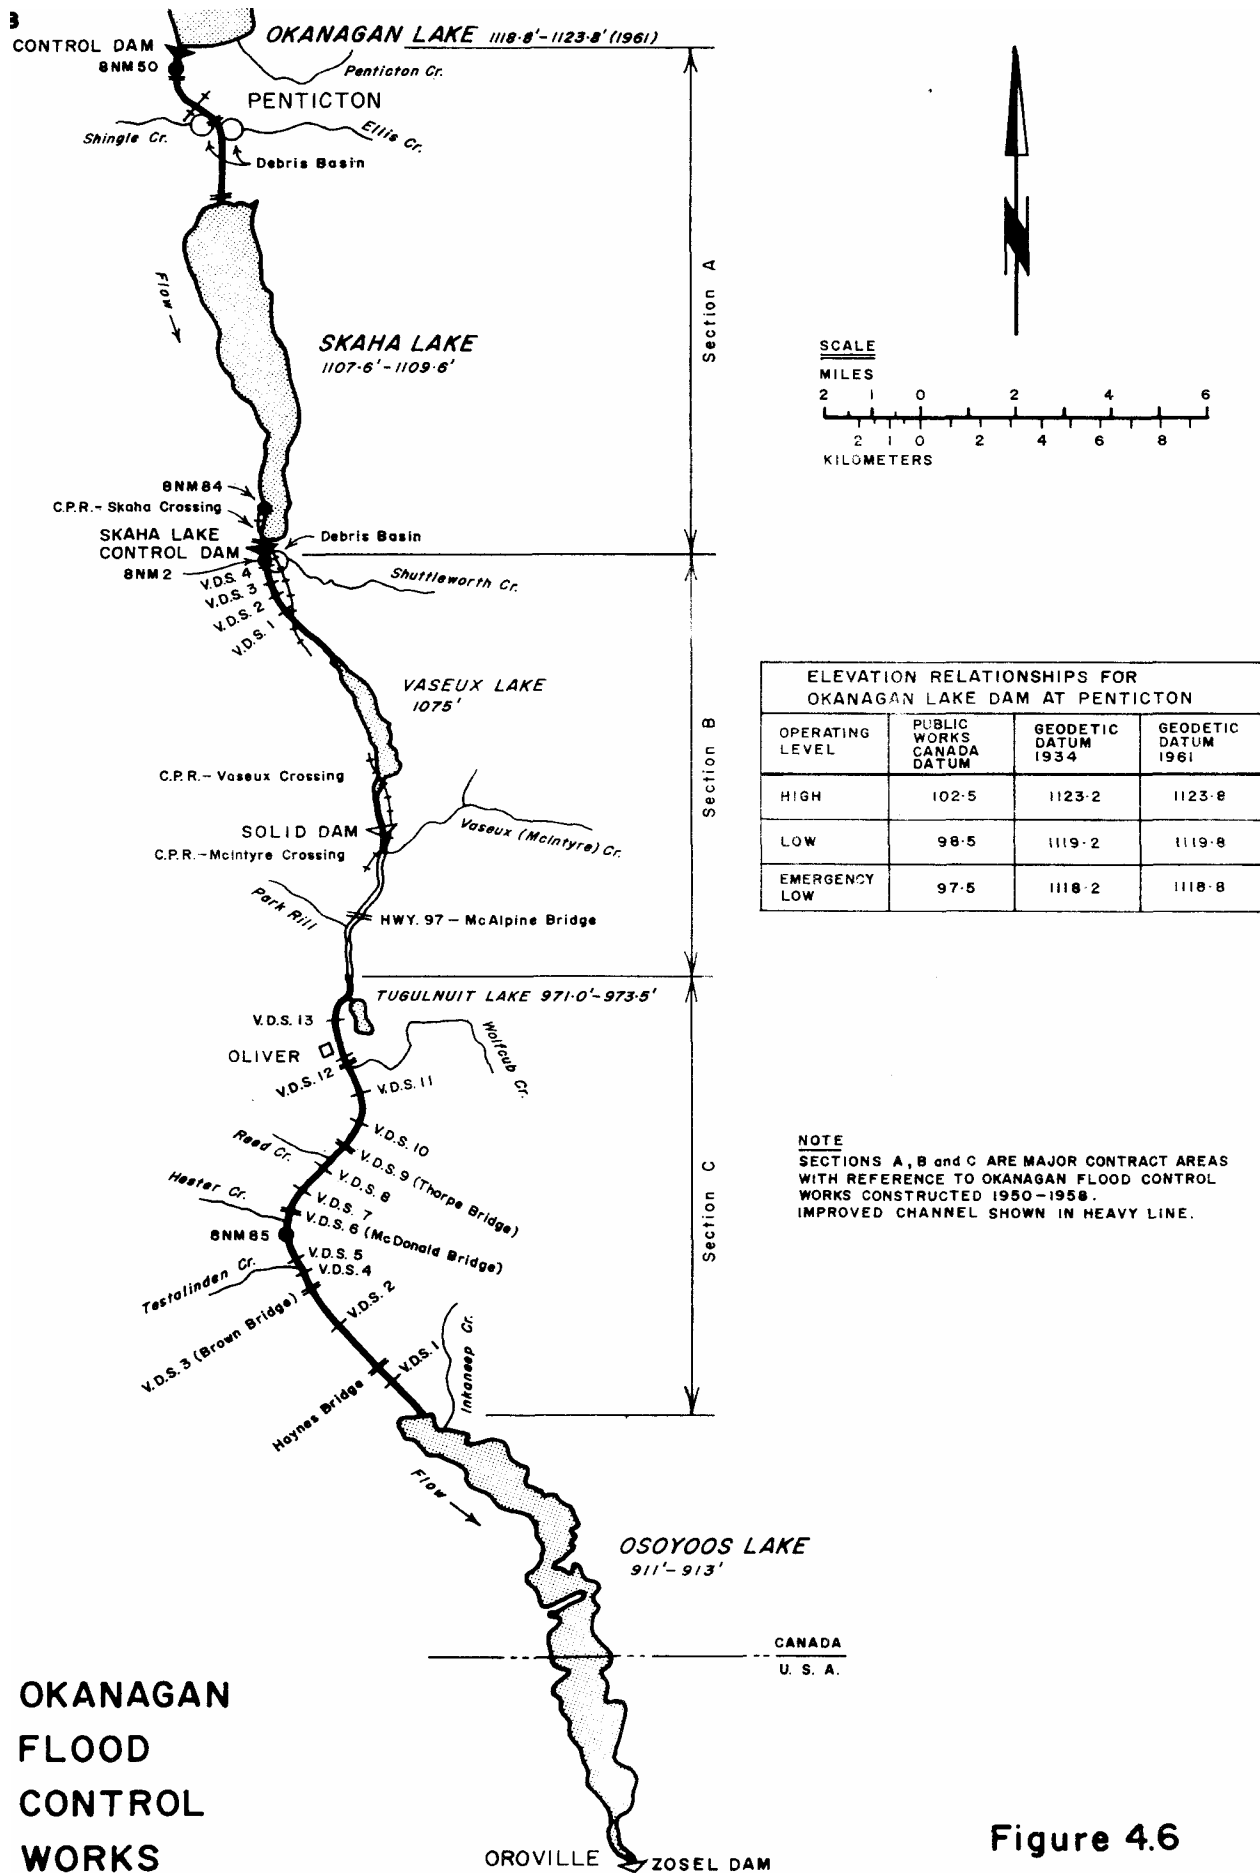 B
OKANAGAN LAKE 1118·8'-1123·8' (1961)
CONTROL DAM
8NM50
Penticton Cr.
PENTICTON
Shingle Cr.
Ellis Cr.
Debris Basin
Flow
Section A
SKAHA LAKE
1107·6'-1109·6'
SCALE
MILES
2 1 0 2 4 6
2 1 0 2 4 6 8
KILOMETERS
8NM84
C.P.R.- Skaha Crossing
SKAHA LAKE
CONTROL DAM
Debris Basin
8NM2
V.D.S. 4
V.D.S. 3
V.D.S. 2
V.D.S. 1
Shuttleworth Cr.
VASEUX LAKE
1075'
Section B
ELEVATION RELATIONSHIPS FOR
OKANAGAN LAKE DAM AT PENTICTON
OPERATING
LEVEL
PUBLIC
WORKS
CANADA
DATUM
GEODETIC
DATUM
1934
GEODETIC
DATUM
1961
HIGH 102·5 1123·2 1123·8
LOW 98·5 1119·2 1119·8
EMERGENCY
LOW 97·5 1118·2 1118·8
C.P.R.- Vaseux Crossing
SOLID DAM
Vaseux (McIntyre) Cr.
C.P.R.-McIntyre Crossing
Park Rill
HWY. 97 - McAlpine Bridge
TUGULNUIT LAKE 971·0'-973·5'
V.D.S. 13
OLIVER
Wolfcub Cr.
V.D.S. 12
V.D.S. 11
V.D.S. 10
Reed Cr.
V.D.S. 9 (Thorpe Bridge)
V.D.S. 8
Hester Cr.
V.D.S. 7
V.D.S. 6 (McDonald Bridge)
8NM85
V.D.S. 5
V.D.S. 4
Testalinden Cr.
V.D.S. 3 (Brown Bridge)
V.D.S. 2
V.D.S. 1
Haynes Bridge
Inkaneep Cr.
Section C
NOTE
SECTIONS A, B and C ARE MAJOR CONTRACT AREAS
WITH REFERENCE TO OKANAGAN FLOOD CONTROL
WORKS CONSTRUCTED 1950-1958.
IMPROVED CHANNEL SHOWN IN HEAVY LINE.
Flow
OSOYOOS LAKE
911'-913'
CANADA
U. S. A.
OKANAGAN
FLOOD
CONTROL
WORKS
OROVILLE
ZOSEL DAM
Figure 4.6